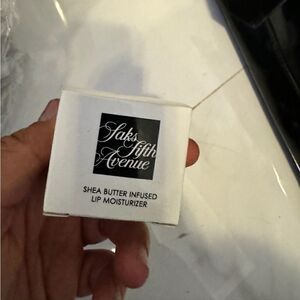 Saks
Fifth
Avenue
SHEA BUTTER INFUSED
LIP MOISTURIZER